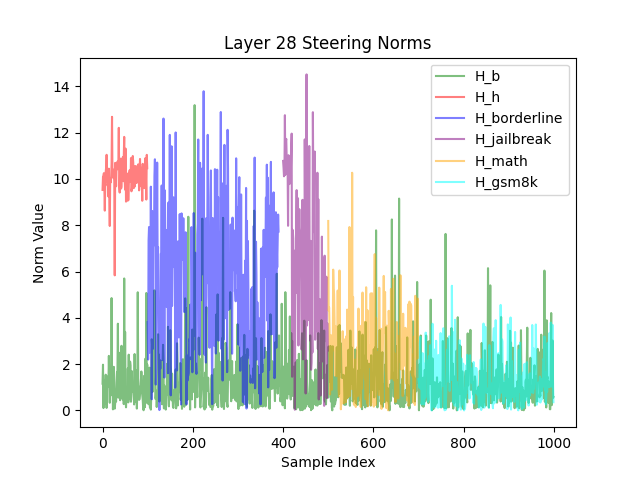 Layer 28 Steering Norms
H_b
H_h
H_borderline
H_jailbreak
H_math
H_gsm8k
Norm Value
14
12
10
8
6
4
2
0
0 200 400 600 800 1000
Sample Index